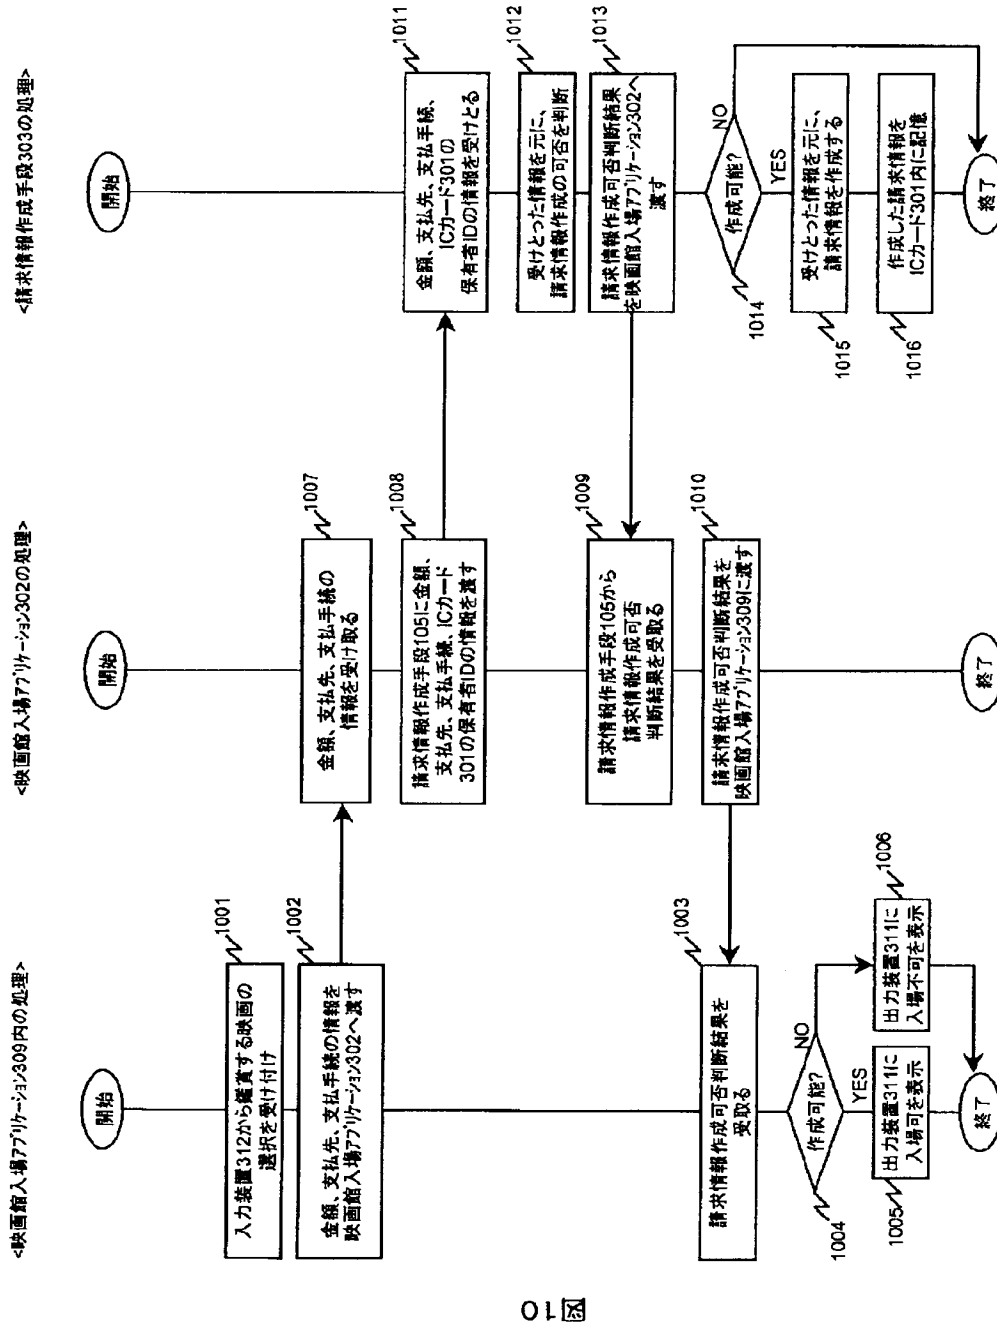 <映画館入場アプリケーション309内の処理>
開始
入力装置312から鑑賞する映画の
選択を受け付け
1001
金額、支払先、支払手続の情報を
映画館入場アプリケーション302へ渡す
1002
請求情報作成可否判断結果を
受取る
1003
作成可能?
1004
YES
NO
出力装置311に
入場可を表示
1005
出力装置311に
入場不可を表示
1006
終了
<映画館入場アプリケーション302の処理>
開始
金額、支払先、支払手続の
情報を受け取る
1007
請求情報作成手段105に金額、
支払先、支払手続、ICカード
301の保有者IDの情報を渡す
1008
請求情報作成手段105から
請求情報作成可否
判断結果を受取る
1009
請求情報作成可否判断結果を
映画館入場アプリケーション309に渡す
1010
終了
<請求情報作成手段303の処理>
開始
金額、支払先、支払手続、
ICカード301の
保有者IDの情報を受けとる
1011
受けとった情報を元に、
請求情報作成の可否を判断
1012
請求情報作成可否判断結果
を映画館入場アプリケーション302へ
渡す
1013
作成可能?
1014
NO
YES
受けとった情報を元に、
請求情報を作成する
1015
作成した請求情報を
ICカード301内に記憶
1016
終了
図10